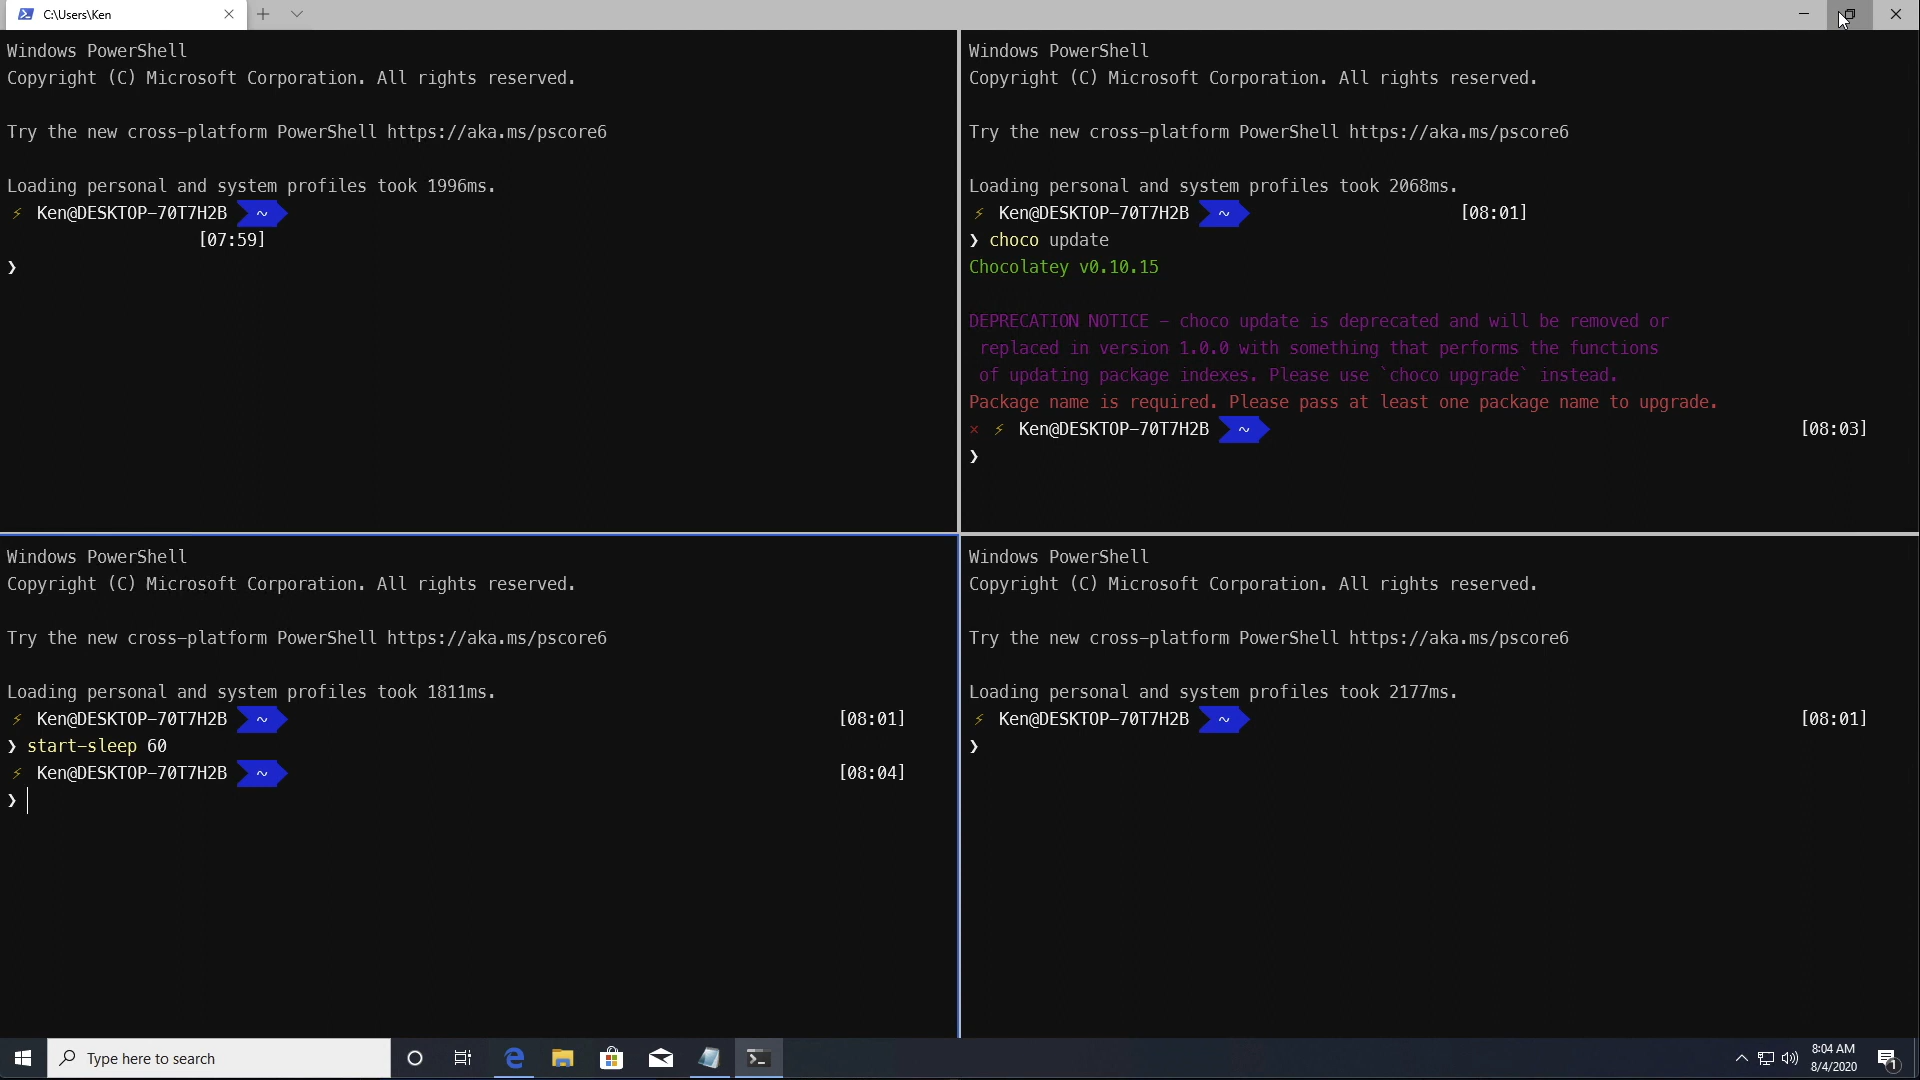 C:\Users\Ken
Windows PowerShell
Copyright (C) Microsoft Corporation. All rights reserved.
Try the new cross-platform PowerShell https://aka.ms/pscore6
Loading personal and system profiles took 1996ms.
⚡ Ken@DESKTOP-70T7H2B ~
[07:59]
❯
Windows PowerShell
Copyright (C) Microsoft Corporation. All rights reserved.
Try the new cross-platform PowerShell https://aka.ms/pscore6
Loading personal and system profiles took 2068ms.
⚡ Ken@DESKTOP-70T7H2B ~ [08:01]
❯ choco update
Chocolatey v0.10.15
DEPRECATION NOTICE - choco update is deprecated and will be removed or
replaced in version 1.0.0 with something that performs the functions
of updating package indexes. Please use `choco upgrade` instead.
Package name is required. Please pass at least one package name to upgrade.
× ⚡ Ken@DESKTOP-70T7H2B ~ [08:03]
❯
Windows PowerShell
Copyright (C) Microsoft Corporation. All rights reserved.
Try the new cross-platform PowerShell https://aka.ms/pscore6
Loading personal and system profiles took 1811ms.
⚡ Ken@DESKTOP-70T7H2B ~ [08:01]
❯ start-sleep 60
⚡ Ken@DESKTOP-70T7H2B ~ [08:04]
❯
Windows PowerShell
Copyright (C) Microsoft Corporation. All rights reserved.
Try the new cross-platform PowerShell https://aka.ms/pscore6
Loading personal and system profiles took 2177ms.
⚡ Ken@DESKTOP-70T7H2B ~ [08:01]
❯
Type here to search
8:04 AM
8/4/2020
1